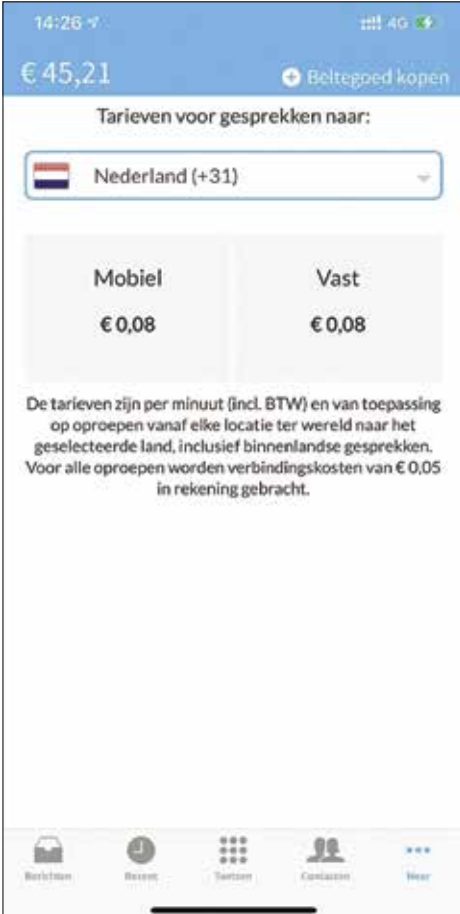 14:26
4G
€ 45,21
Beltegoed kopen
Tarieven voor gesprekken naar:
Nederland (+31)
Mobiel
Vast
€ 0,08
€ 0,08
De tarieven zijn per minuut (incl. BTW) en van toepassing
op oproepen vanaf elke locatie ter wereld naar het
geselecteerde land, inclusief binnenlandse gesprekken.
Voor alle oproepen worden verbindingskosten van € 0,05
in rekening gebracht.
Berichten
Recent
Toetsen
Contacten
Meer